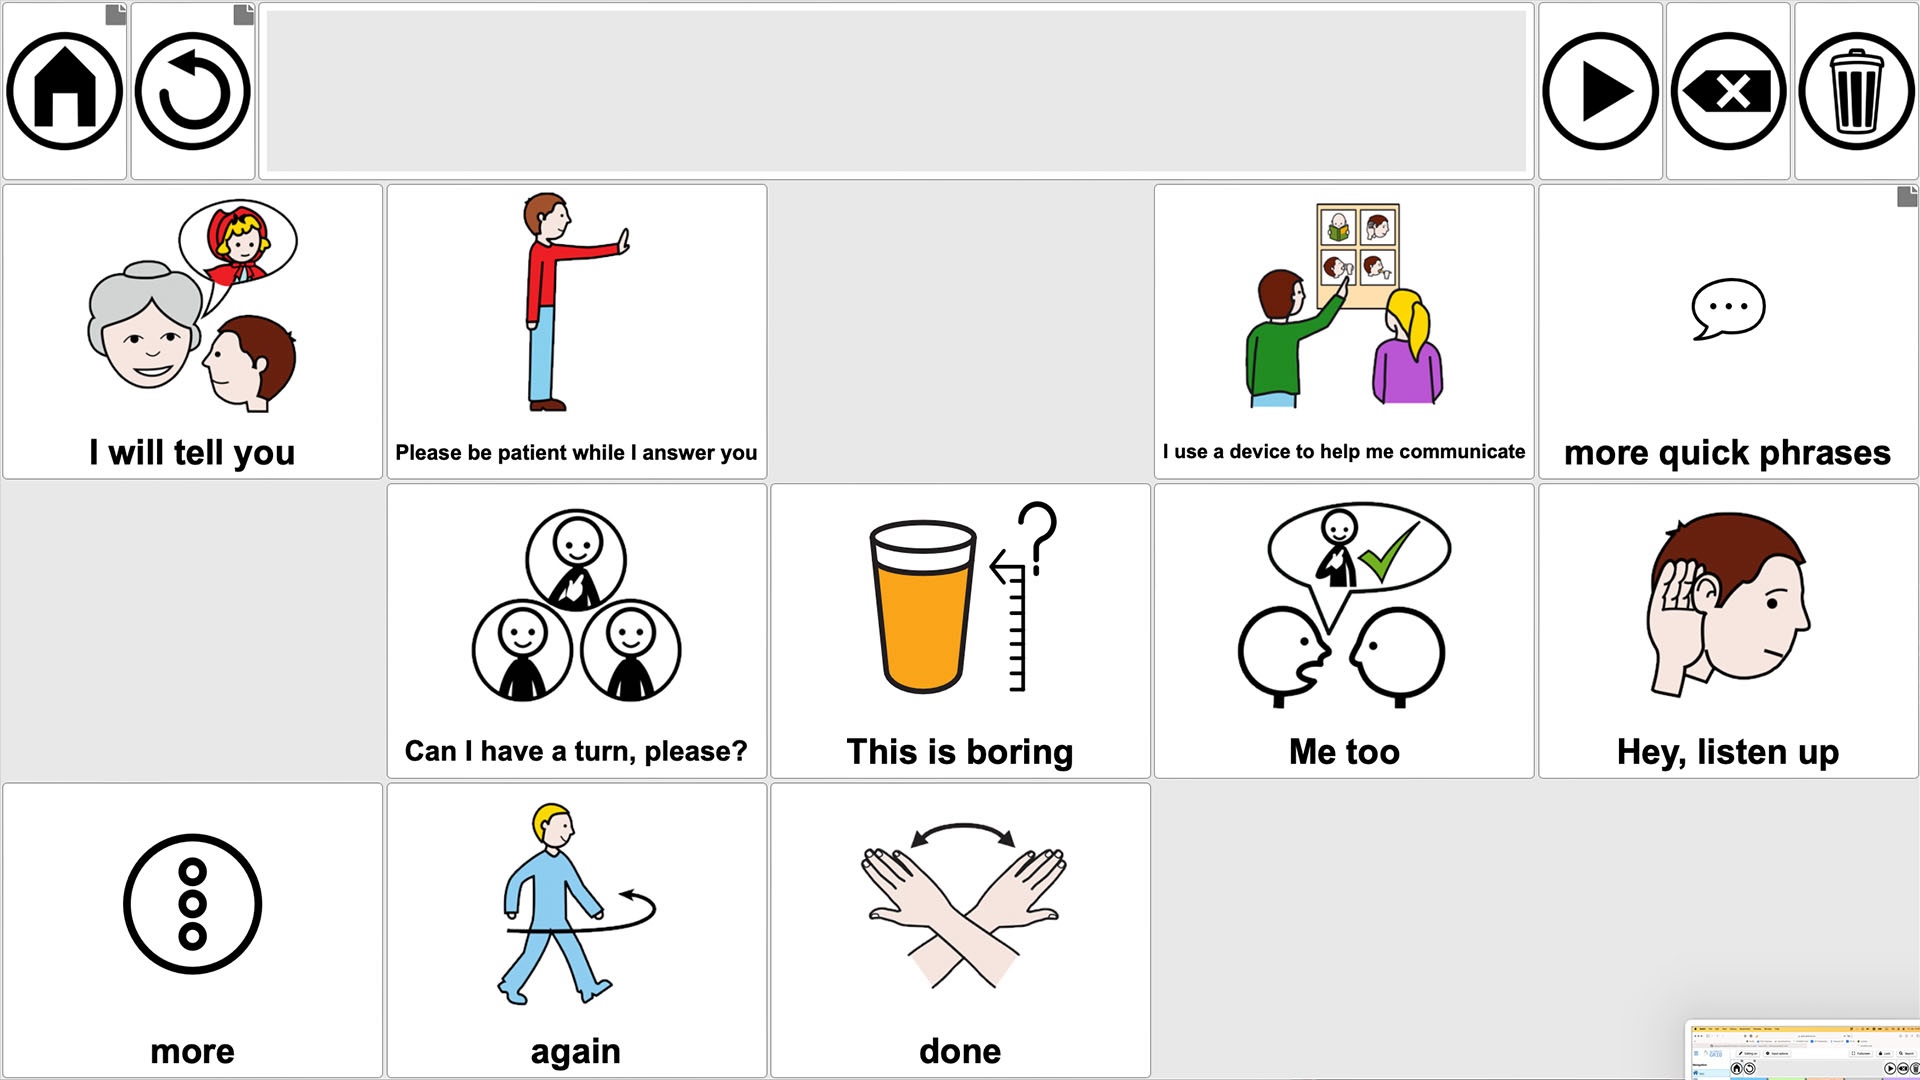 I will tell you
Please be patient while I answer you
I use a device to help me communicate
more quick phrases
Can I have a turn, please?
This is boring
Me too
Hey, listen up
more
again
done